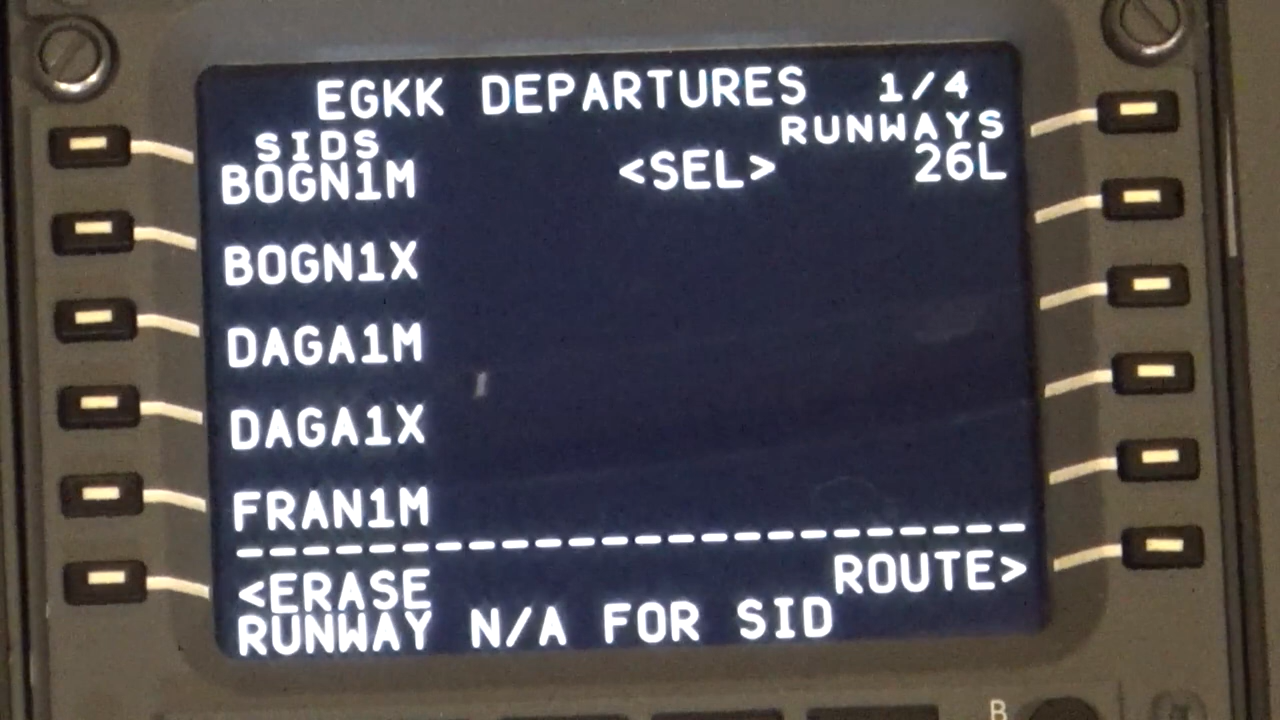 EGKK DEPARTURES 1/4
SIDS RUNWAYS
BOGN1M <SEL> 26L
BOGN1X
DAGA1M
DAGA1X
FRAN1M
------------------------
<ERASE ROUTE>
RUNWAY N/A FOR SID
B